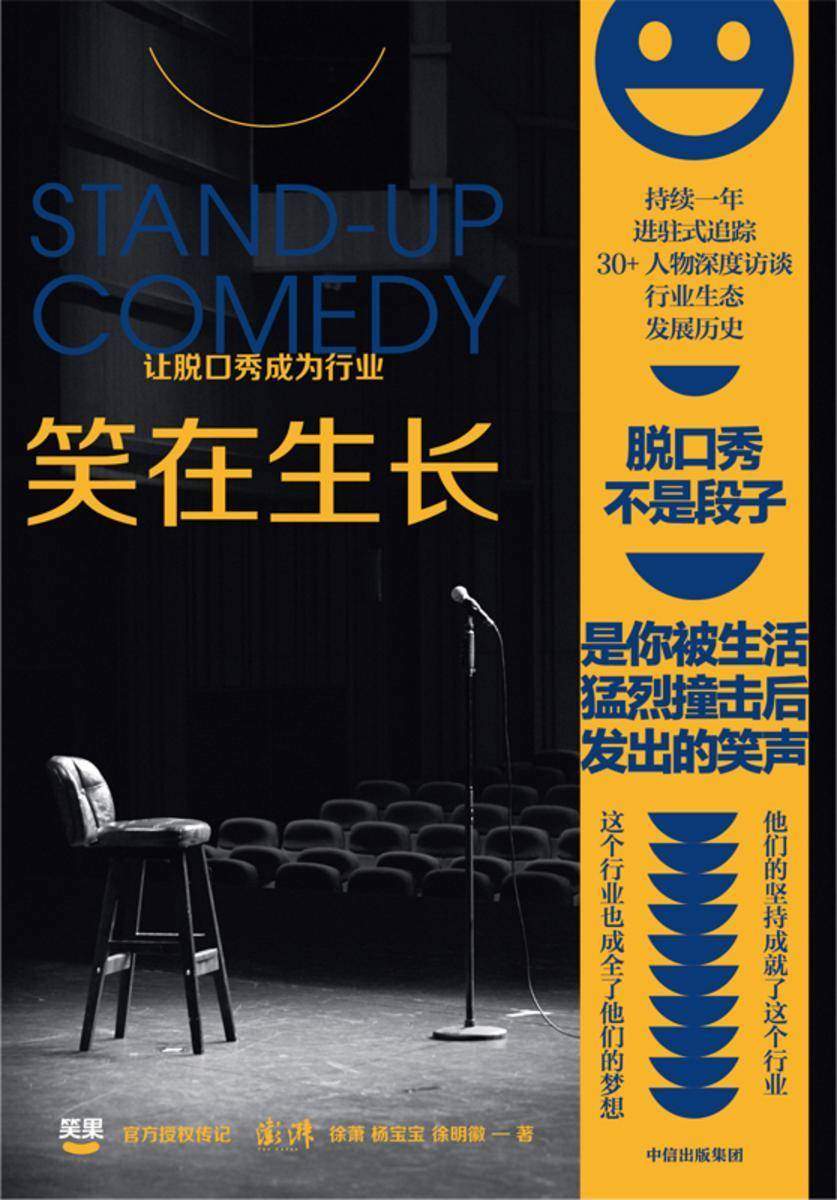 STAND-UP
COMEDY
让脱口秀成为行业
笑在生长
笑果
官方授权传记
澎湃
THE PAPER
徐萧 杨宝宝 徐明徽 — 著
持续一年
进驻式追踪
30+ 人物深度访谈
行业生态
发展历史
脱口秀
不是段子
是你被生活
猛烈撞击后
发出的笑声
他们的坚持成就了这个行业
这个行业也成全了他们的梦想
中信出版集团